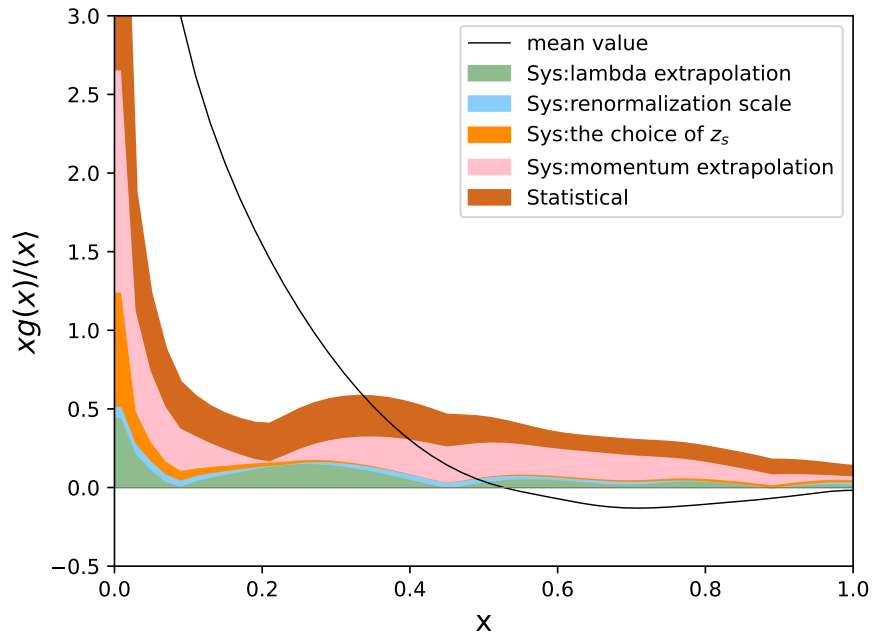 3.0
2.5
2.0
1.5
1.0
0.5
0.0
−0.5
xg(x)/⟨x⟩
mean value
Sys:lambda extrapolation
Sys:renormalization scale
Sys:the choice of z_s
Sys:momentum extrapolation
Statistical
0.0 0.2 0.4 0.6 0.8 1.0
x